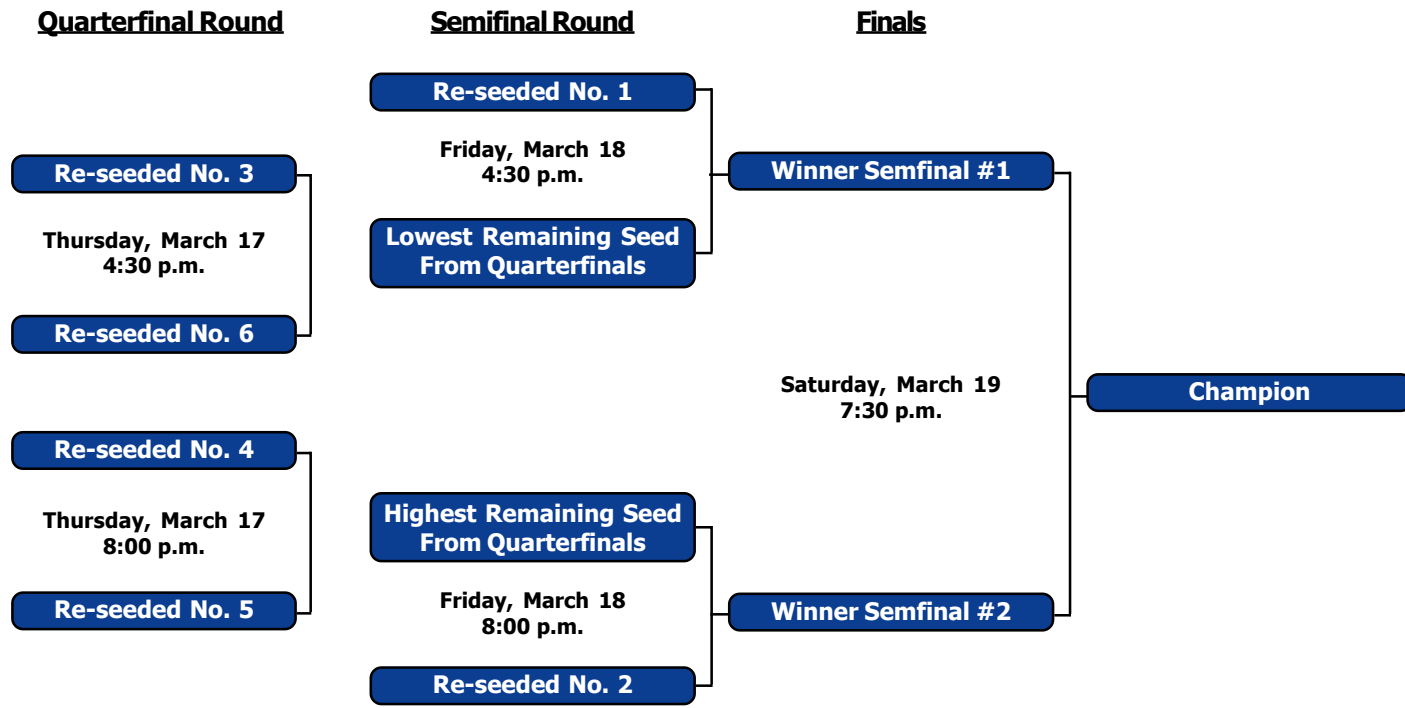 Quarterfinal Round
Semifinal Round
Finals
Re-seeded No. 3
Thursday, March 17
4:30 p.m.
Re-seeded No. 6
Re-seeded No. 4
Thursday, March 17
8:00 p.m.
Re-seeded No. 5
Re-seeded No. 1
Friday, March 18
4:30 p.m.
Lowest Remaining Seed
From Quarterfinals
Highest Remaining Seed
From Quarterfinals
Friday, March 18
8:00 p.m.
Re-seeded No. 2
Winner Semfinal #1
Saturday, March 19
7:30 p.m.
Winner Semfinal #2
Champion